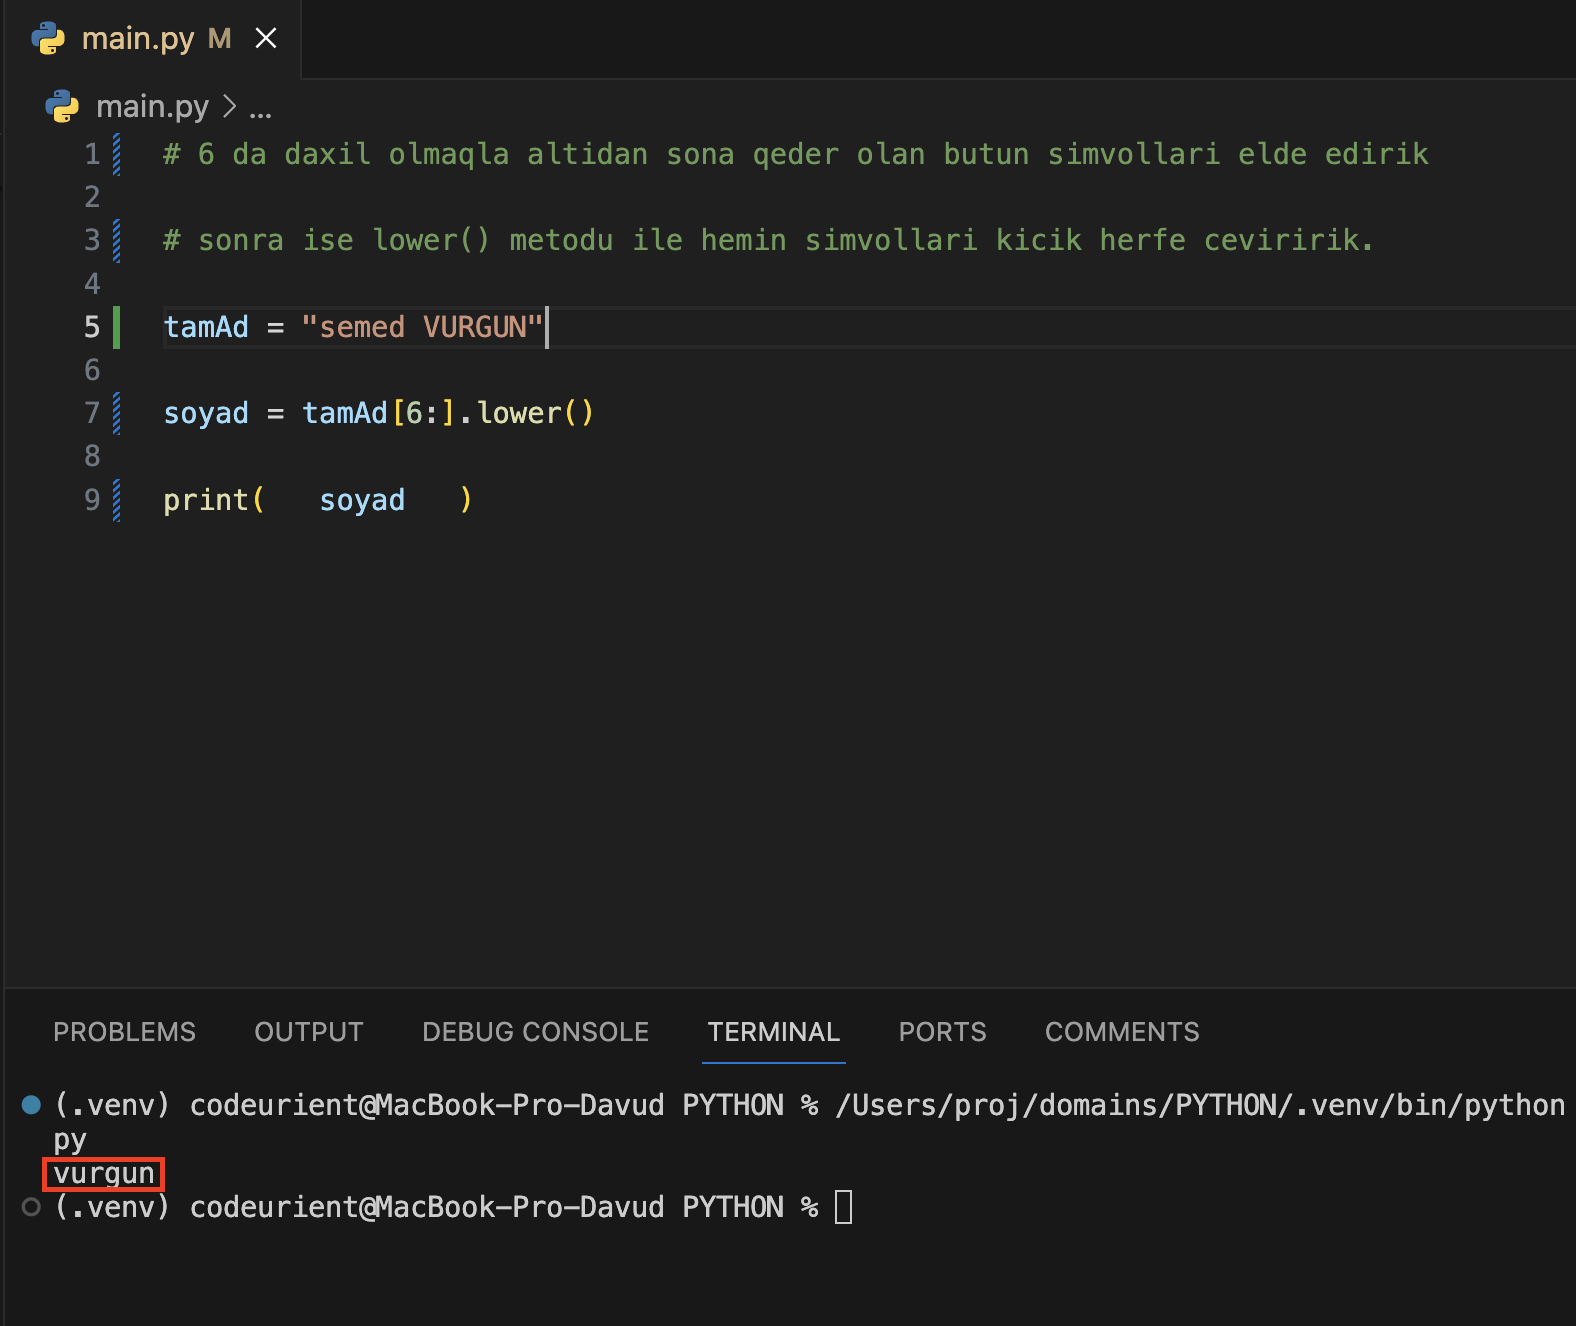 main.py M
main.py > ...
1 # 6 da daxil olmaqla altidan sona qeder olan butun simvollari elde edirik
2
3 # sonra ise lower() metodu ile hemin simvollari kicik herfe ceviririk.
4
5 tamAd = "semed VURGUN"
6
7 soyad = tamAd[6:].lower()
8
9 print(   soyad   )
PROBLEMS OUTPUT DEBUG CONSOLE TERMINAL PORTS COMMENTS
(.venv) codeurient@MacBook-Pro-Davud PYTHON % /Users/proj/domains/PYTHON/.venv/bin/python
py
vurgun
(.venv) codeurient@MacBook-Pro-Davud PYTHON %